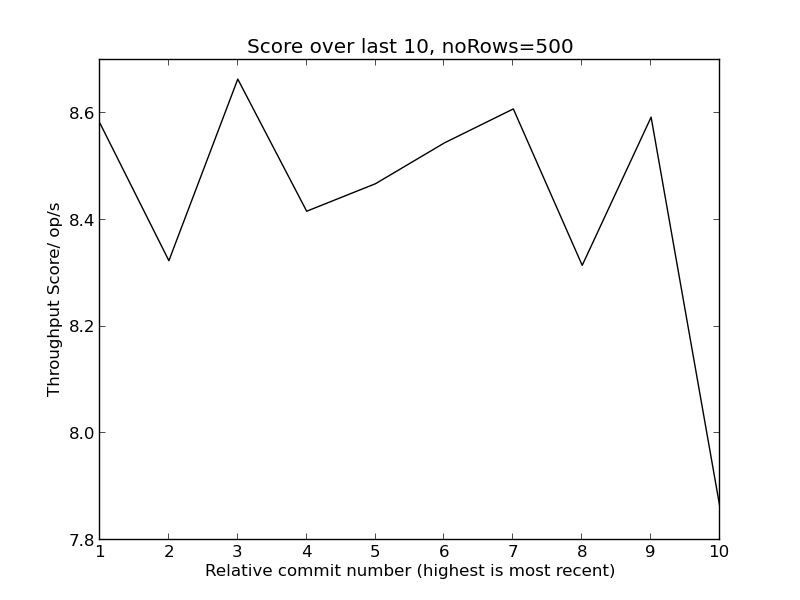 Score over last 10, noRows=500
Throughput Score/ op/s
8.6
8.4
8.2
8.0
7.8
1 2 3 4 5 6 7 8 9 10
Relative commit number (highest is most recent)